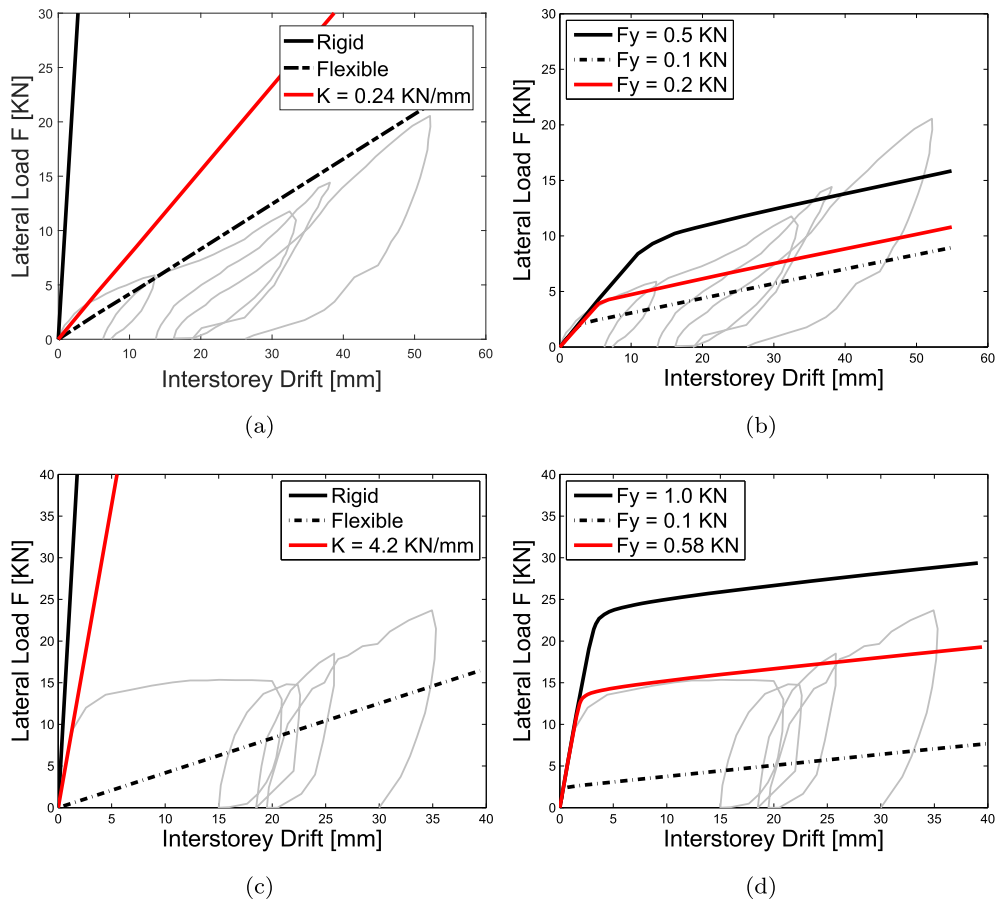 30
25
20
15
10
5
0
0 10 20 30 40 50 60
Lateral Load F [KN]
Interstorey Drift [mm]
Rigid
Flexible
K = 0.24 KN/mm
(a)
30
25
20
15
10
5
0
0 10 20 30 40 50 60
Lateral Load F [KN]
Interstorey Drift [mm]
Fy = 0.5 KN
Fy = 0.1 KN
Fy = 0.2 KN
(b)
40
35
30
25
20
15
10
5
0
0 5 10 15 20 25 30 35 40
Lateral Load F [KN]
Interstorey Drift [mm]
Rigid
Flexible
K = 4.2 KN/mm
(c)
40
35
30
25
20
15
10
5
0
0 5 10 15 20 25 30 35 40
Lateral Load F [KN]
Interstorey Drift [mm]
Fy = 1.0 KN
Fy = 0.1 KN
Fy = 0.58 KN
(d)